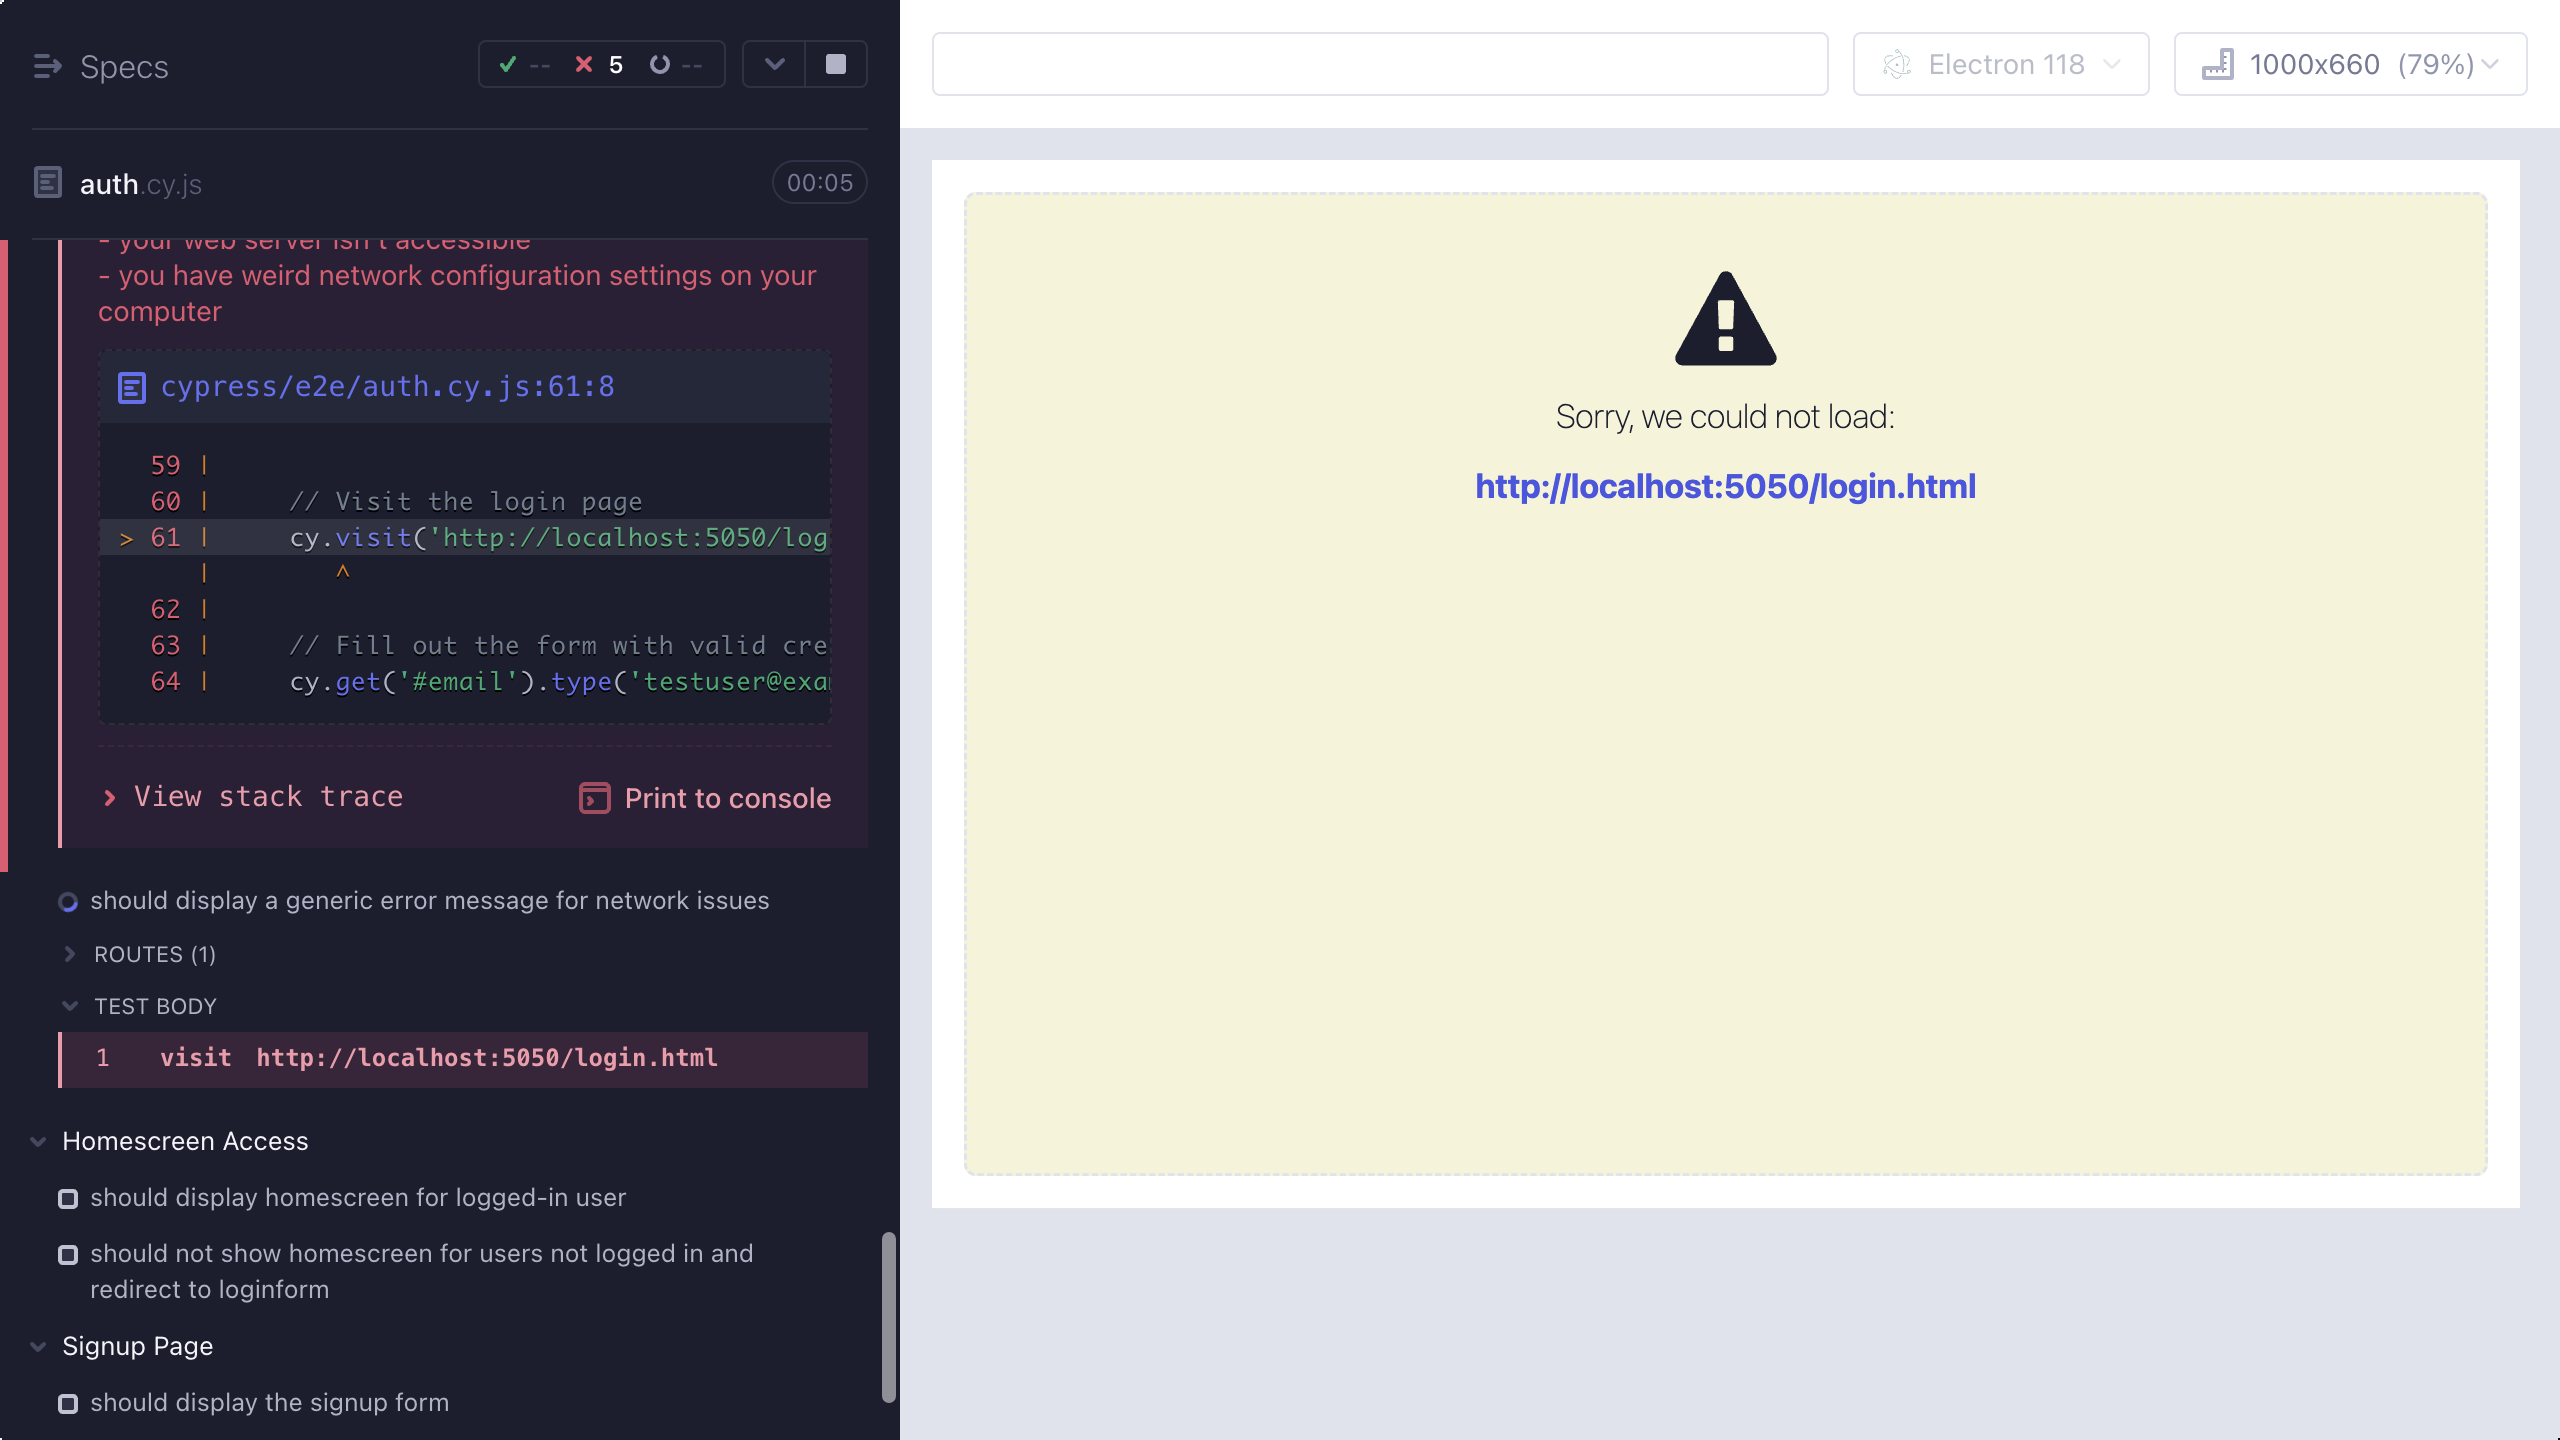 Specs
-- 5 --
auth.cy.js
00:05
- your web server isn't accessible
- you have weird network configuration settings on your
computer
cypress/e2e/auth.cy.js:61:8
59 |
60 | // Visit the login page
> 61 | cy.visit('http://localhost:5050/log
| ^
62 |
63 | // Fill out the form with valid cre
64 | cy.get('#email').type('testuser@exa
View stack trace
Print to console
should display a generic error message for network issues
ROUTES (1)
TEST BODY
1 visit http://localhost:5050/login.html
Homescreen Access
should display homescreen for logged-in user
should not show homescreen for users not logged in and
redirect to loginform
Signup Page
should display the signup form
Electron 118
1000x660 (79%)
Sorry, we could not load:
http://localhost:5050/login.html